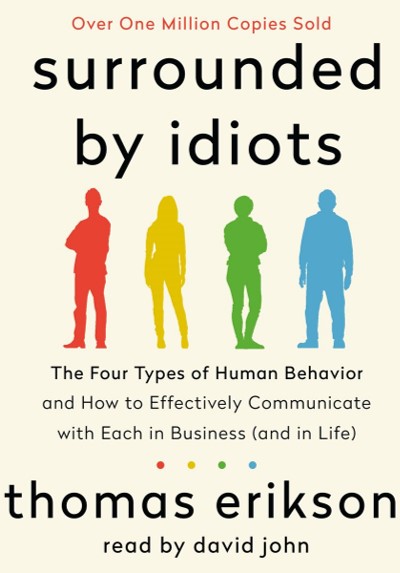 Over One Million Copies Sold
surrounded
by idiots
The Four Types of Human Behavior
and How to Effectively Communicate
with Each in Business (and in Life)
thomas erikson
read by david john